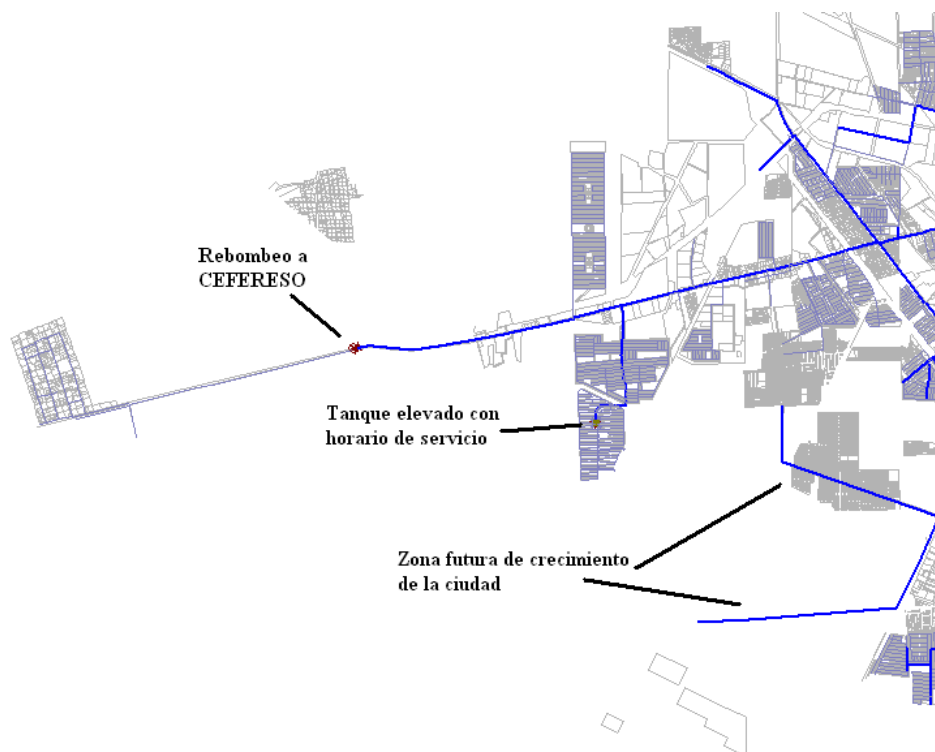 Rebombeo a
CEFERESO
Tanque elevado con
horario de servicio
Zona futura de crecimiento
de la ciudad